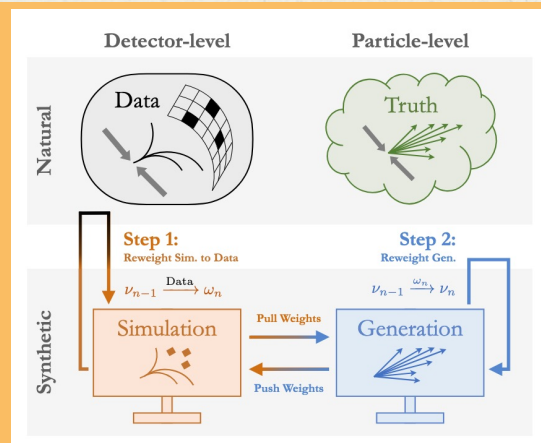 Detector-level
Particle-level
Natural
Data
Truth
Step 1:
Reweight Sim. to Data
Step 2:
Reweight Gen.
Synthetic
νn−1 Data→ ωn
νn−1 ωn→ νn
Simulation
Pull Weights
Generation
Push Weights